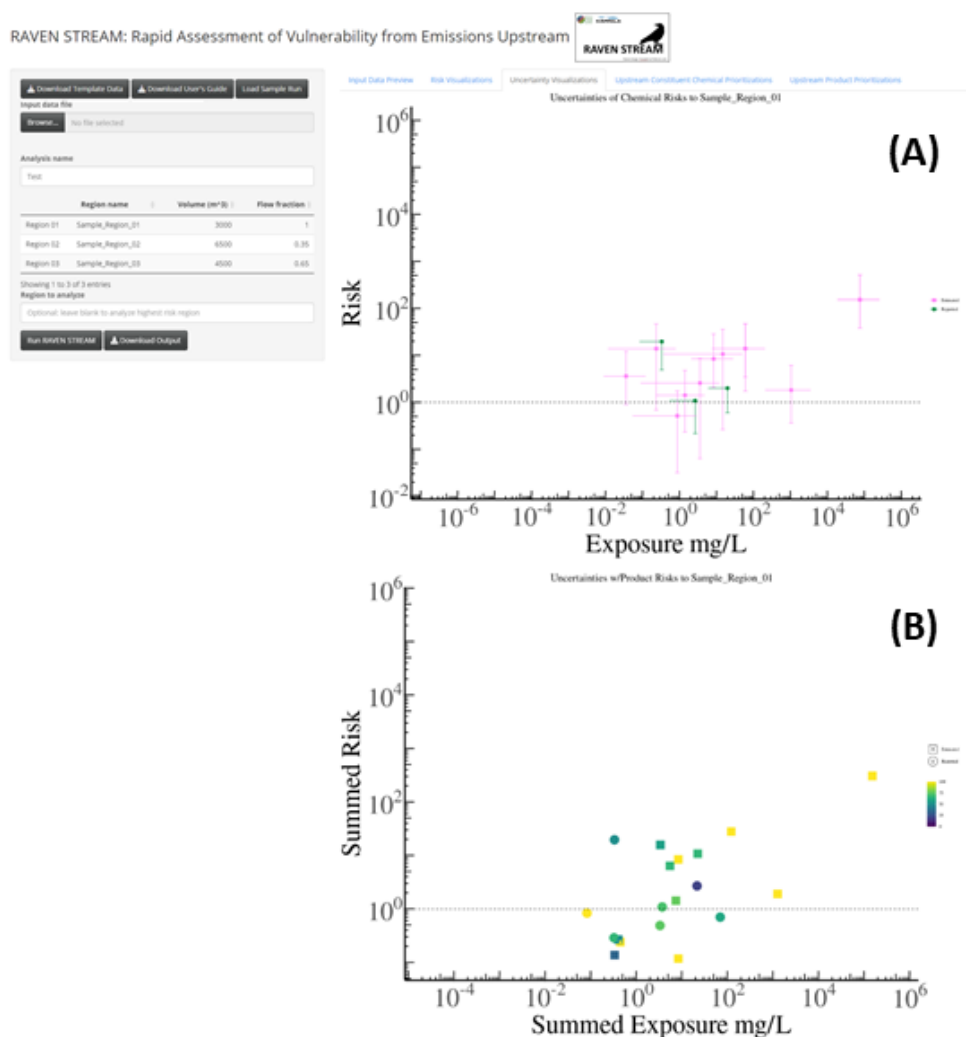 RAVEN STREAM: Rapid Assessment of Vulnerability from Emissions Upstream
RAVEN STREAM
Download Template Data Download User's Guide Load Sample Run
Input data file
Browse... No file selected
Analysis name
Test
Region name Volume (m^3) Flow fraction
Region 01 Sample_Region_01 3000 1
Region 02 Sample_Region_02 6500 0.35
Region 03 Sample_Region_03 4500 0.65
Showing 1 to 3 of 3 entries
Region to analyze
Optional: leave blank to analyze highest risk region
Run RAVEN STREAM Download Output
Input Data Preview Risk Visualizations Uncertainty Visualizations Upstream Constituent Chemical Prioritizations Upstream Product Prioritizations
Uncertainties of Chemical Risks to Sample_Region_01
(A)
10^6
10^4
10^2
10^0
10^-2
Risk
10^-6 10^-4 10^-2 10^0 10^2 10^4 10^6
Exposure mg/L
Uncertainties w/Product Risks to Sample_Region_01
(B)
10^6
10^4
10^2
10^0
Summed Risk
10^-4 10^-2 10^0 10^2 10^4 10^6
Summed Exposure mg/L